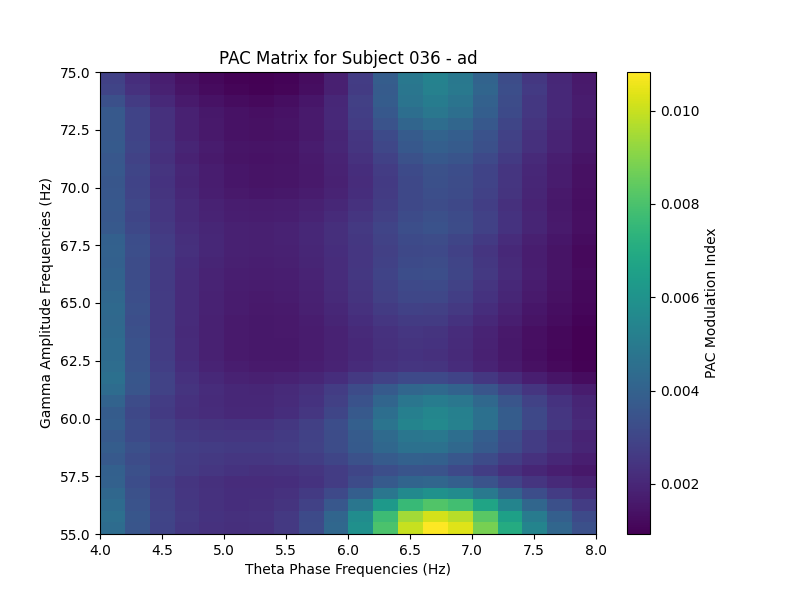 PAC Matrix for Subject 036 - ad
75.0
72.5
70.0
67.5
65.0
62.5
60.0
57.5
55.0
Gamma Amplitude Frequencies (Hz)
4.0 4.5 5.0 5.5 6.0 6.5 7.0 7.5 8.0
Theta Phase Frequencies (Hz)
0.010
0.008
0.006
0.004
0.002
PAC Modulation Index